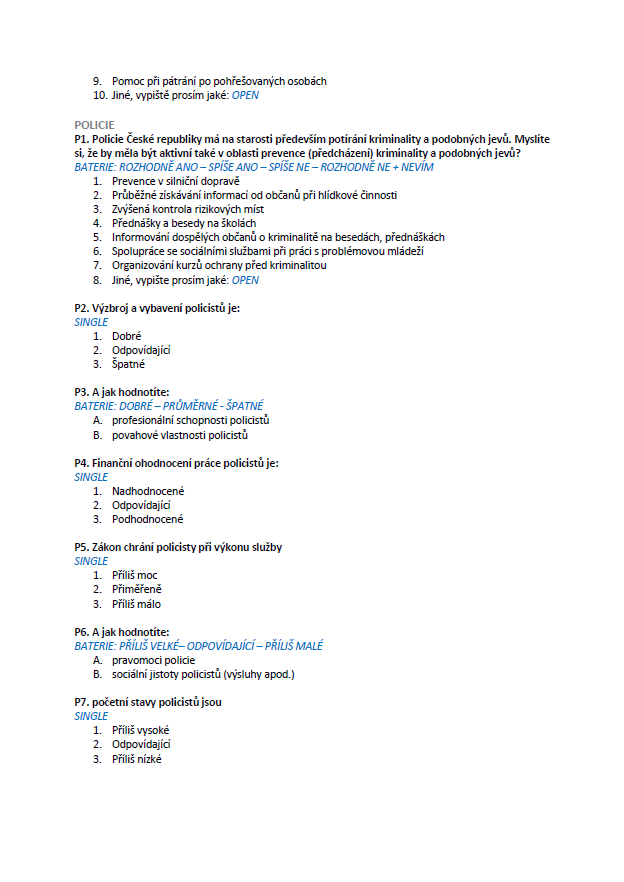 9. Pomoc při pátrání po pohřešovaných osobách
10. Jiné, vypiště prosím jaké: OPEN
POLICIE
P1. Policie České republiky má na starosti především potírání kriminality a podobných jevů. Myslíte
si, že by měla být aktivní také v oblasti prevence (předcházení) kriminality a podobných jevů?
BATERIE: ROZHODNĚ ANO – SPÍŠE ANO – SPÍŠE NE – ROZHODNĚ NE + NEVÍM
1. Prevence v silniční dopravě
2. Průběžné získávání informací od občanů při hlídkové činnosti
3. Zvýšená kontrola rizikových míst
4. Přednášky a besedy na školách
5. Informování dospělých občanů o kriminalitě na besedách, přednáškách
6. Spolupráce se sociálními službami při práci s problémovou mládeží
7. Organizování kurzů ochrany před kriminalitou
8. Jiné, vypište prosím jaké: OPEN
P2. Výzbroj a vybavení policistů je:
SINGLE
1. Dobré
2. Odpovídající
3. Špatné
P3. A jak hodnotíte:
BATERIE: DOBRÉ – PRŮMĚRNÉ - ŠPATNÉ
A. profesionální schopnosti policistů
B. povahové vlastnosti policistů
P4. Finanční ohodnocení práce policistů je:
SINGLE
1. Nadhodnocené
2. Odpovídající
3. Podhodnocené
P5. Zákon chrání policisty při výkonu služby
SINGLE
1. Příliš moc
2. Přiměřeně
3. Příliš málo
P6. A jak hodnotíte:
BATERIE: PŘÍLIŠ VELKÉ– ODPOVÍDAJÍCÍ – PŘÍLIŠ MALÉ
A. pravomoci policie
B. sociální jistoty policistů (výsluhy apod.)
P7. početní stavy policistů jsou
SINGLE
1. Příliš vysoké
2. Odpovídající
3. Příliš nízké